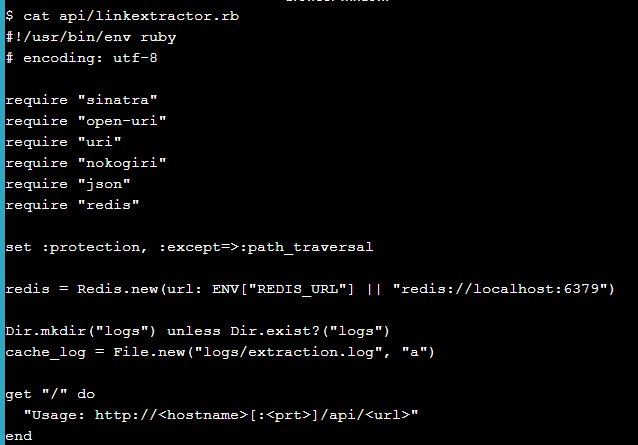 $ cat api/linkextractor.rb
#!/usr/bin/env ruby
# encoding: utf-8
require "sinatra"
require "open-uri"
require "uri"
require "nokogiri"
require "json"
require "redis"
set :protection, :except=>:path_traversal
redis = Redis.new(url: ENV["REDIS_URL"] || "redis://localhost:6379")
Dir.mkdir("logs") unless Dir.exist?("logs")
cache_log = File.new("logs/extraction.log", "a")
get "/" do
  "Usage: http://<hostname>[:<prt>]/api/<url>"
end